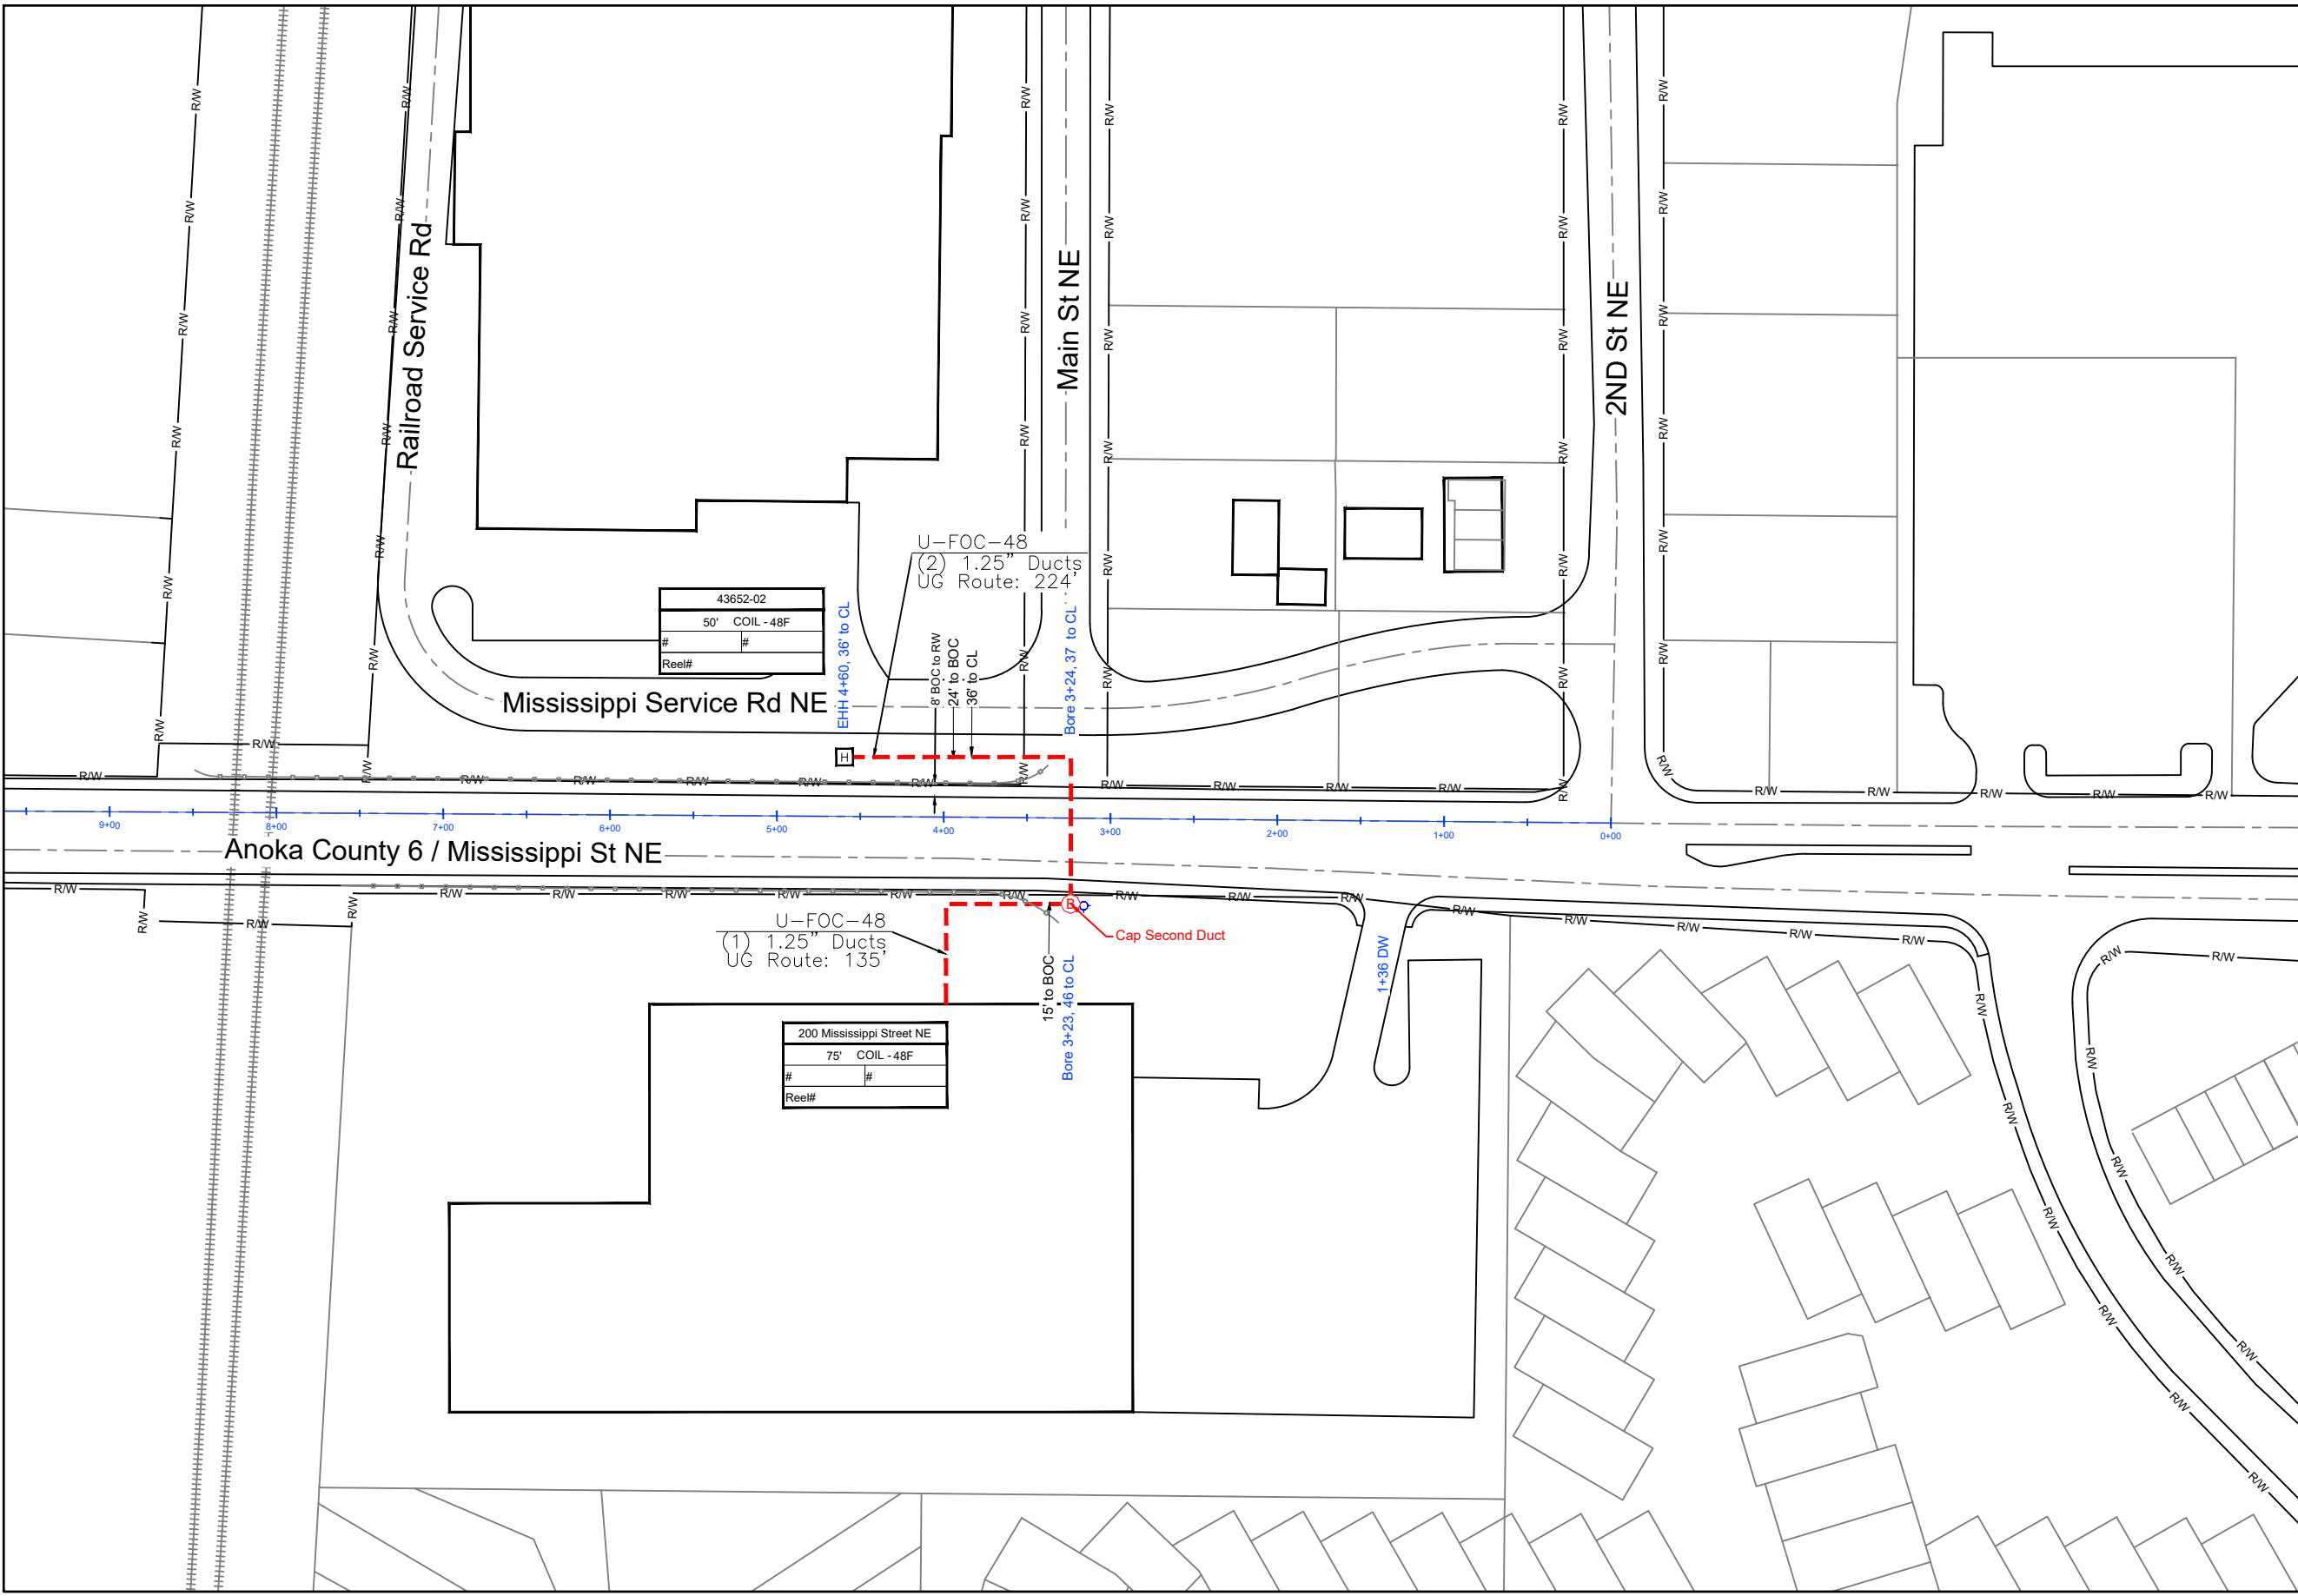 Railroad Service Rd
Main St NE
2ND St NE
U-FOC-48
(2) 1.25" Ducts
UG Route: 224'
43652-02
50' COIL - 48F
# #
Reel#
EHH 4+60, 36' to CL
8' BOC to RW
24' to BOC
36' to CL
Bore 3+24, 37 to CL
Mississippi Service Rd NE
H
9+00 8+00 7+00 6+00 5+00 4+00 3+00 2+00 1+00 0+00
Anoka County 6 / Mississippi St NE
B
Cap Second Duct
U-FOC-48
(1) 1.25" Ducts
UG Route: 135'
15' to BOC
Bore 3+23, 46 to CL
1+36 DW
200 Mississippi Street NE
75' COIL - 48F
# #
Reel#
R/W